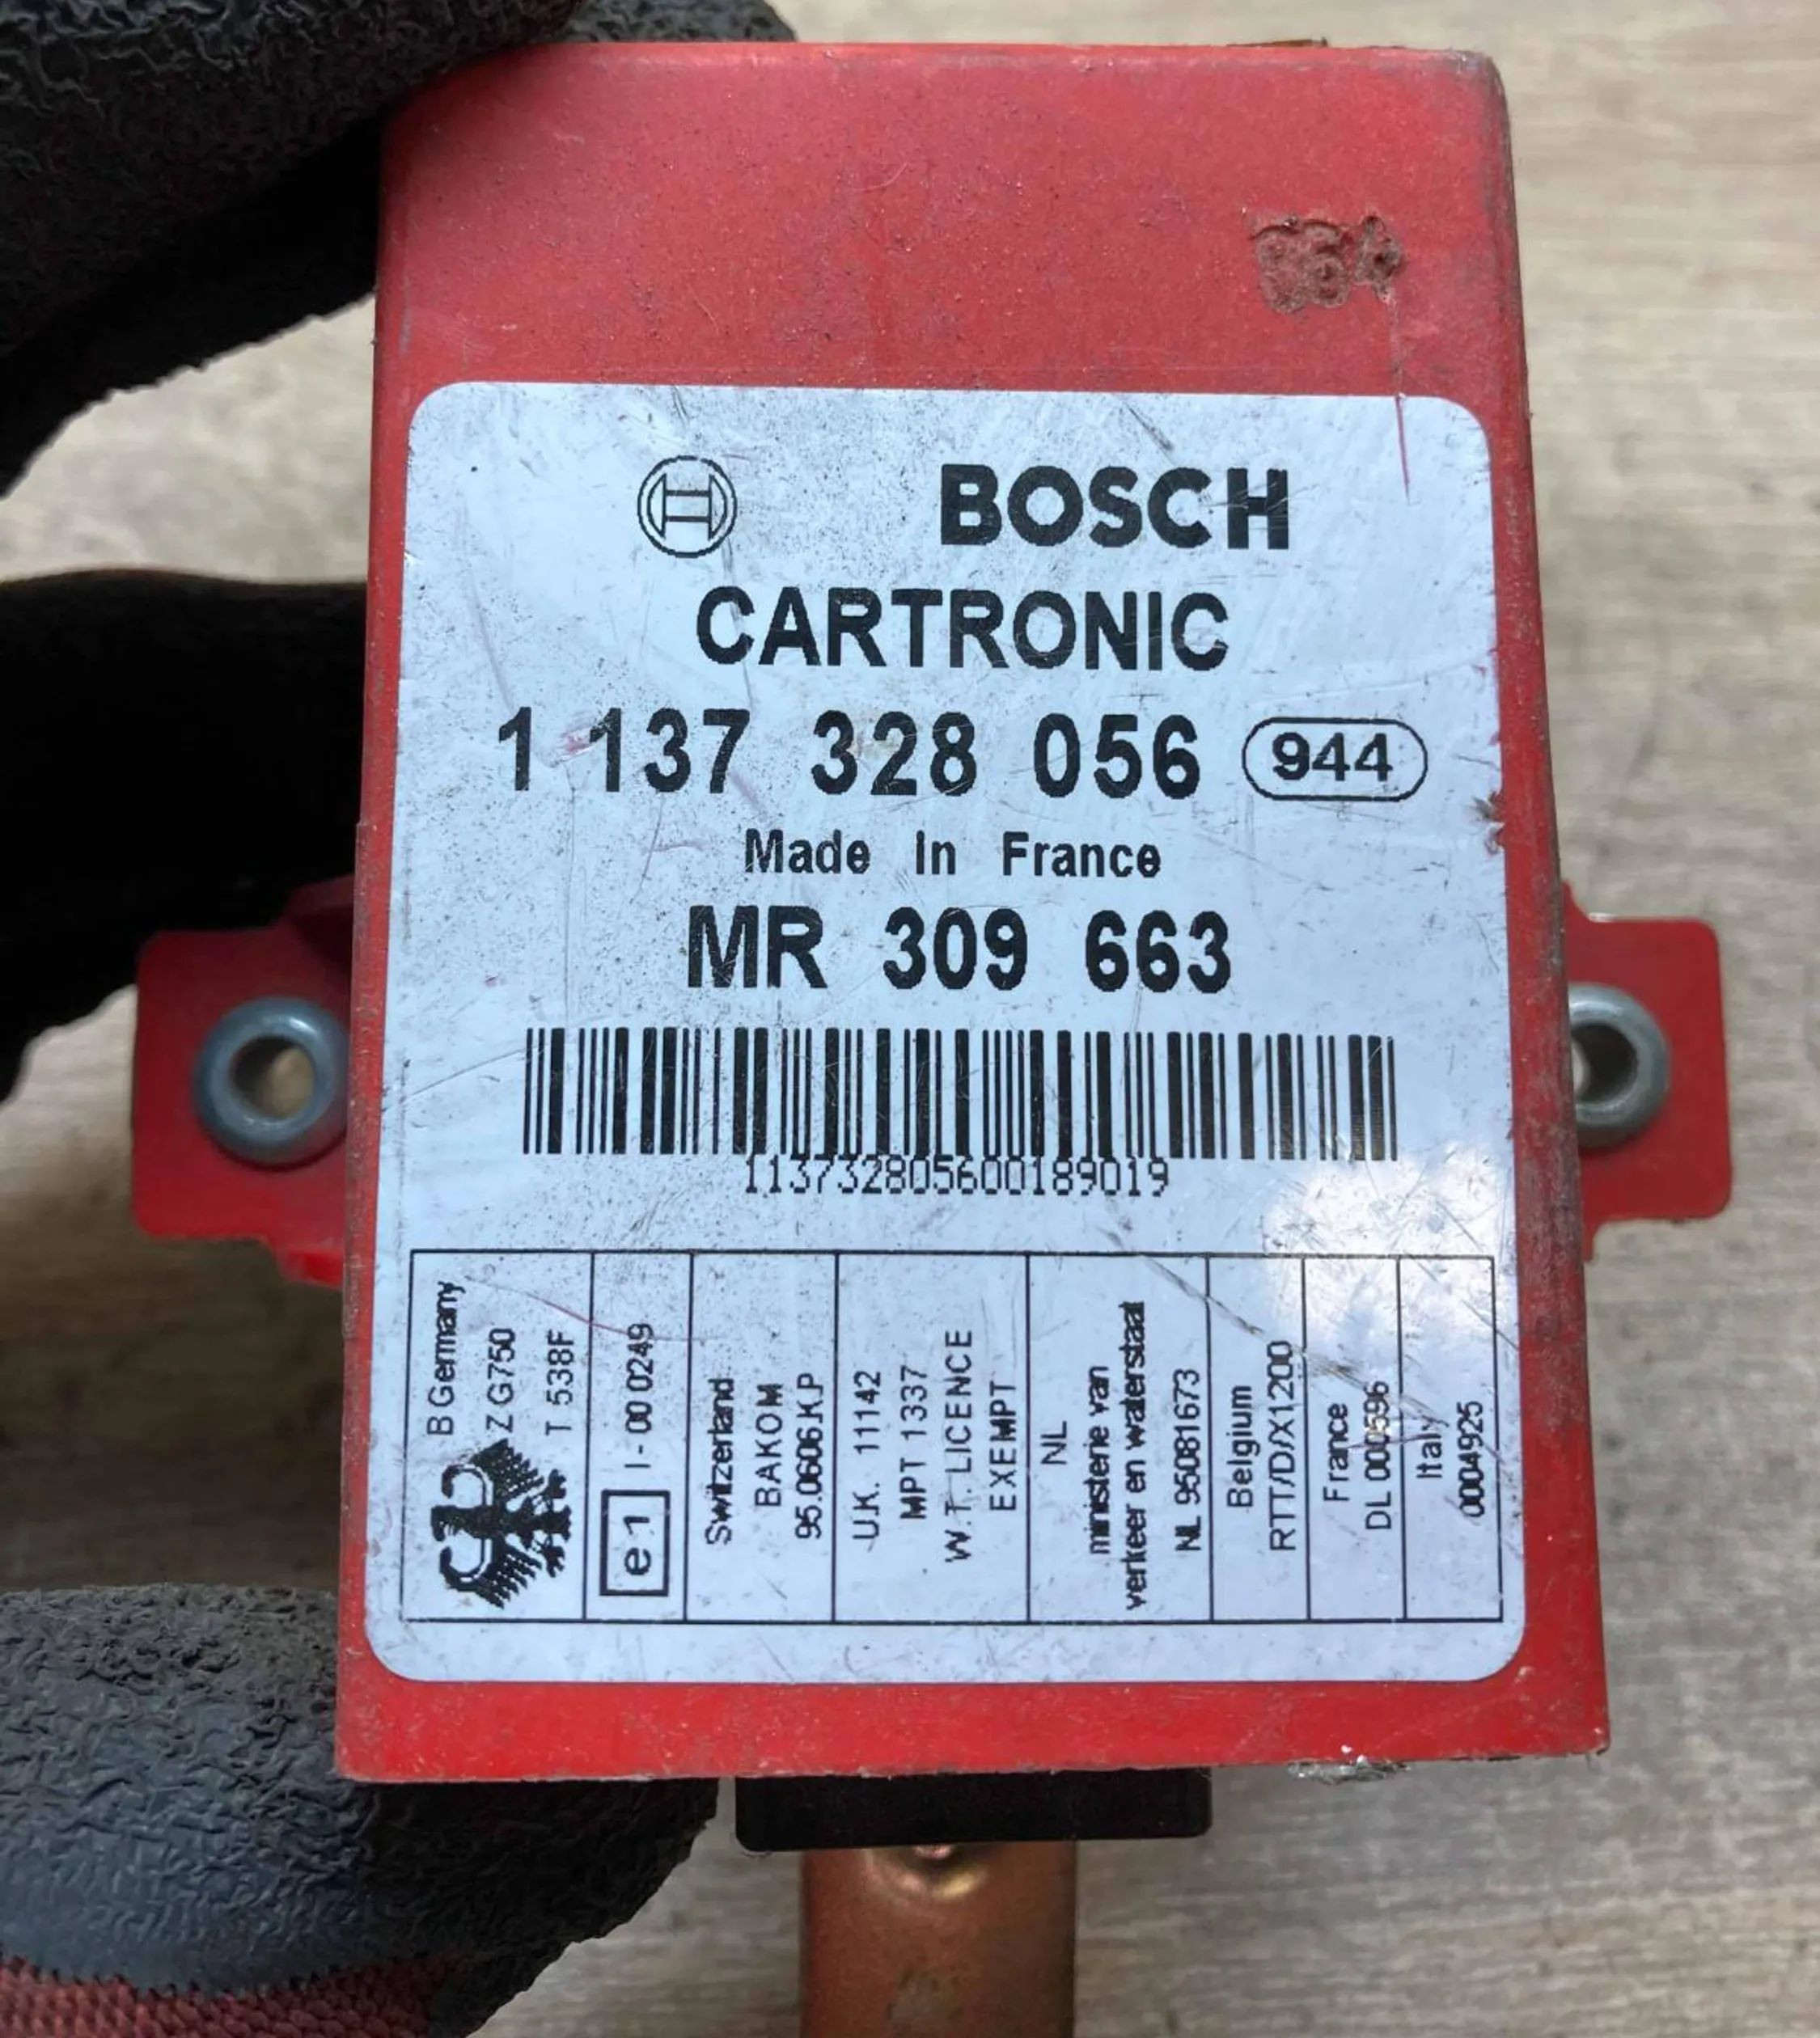 BOSCH
CARTRONIC
1 137 328 056 944
Made In France
MR 309 663
113732805600189019
B Germany
Z G750
T 538F
e1 I - 00 0249
Switzerland
BAKOM
95.0606.K.P
U.K. 11142
MPT 1337
W.T. LICENCE
EXEMPT
NL
ministerie van
verkeer en waterstaat
NL 95081673
Belgium
RTT/D/X1200
France
DL 000596
Italy
0004925